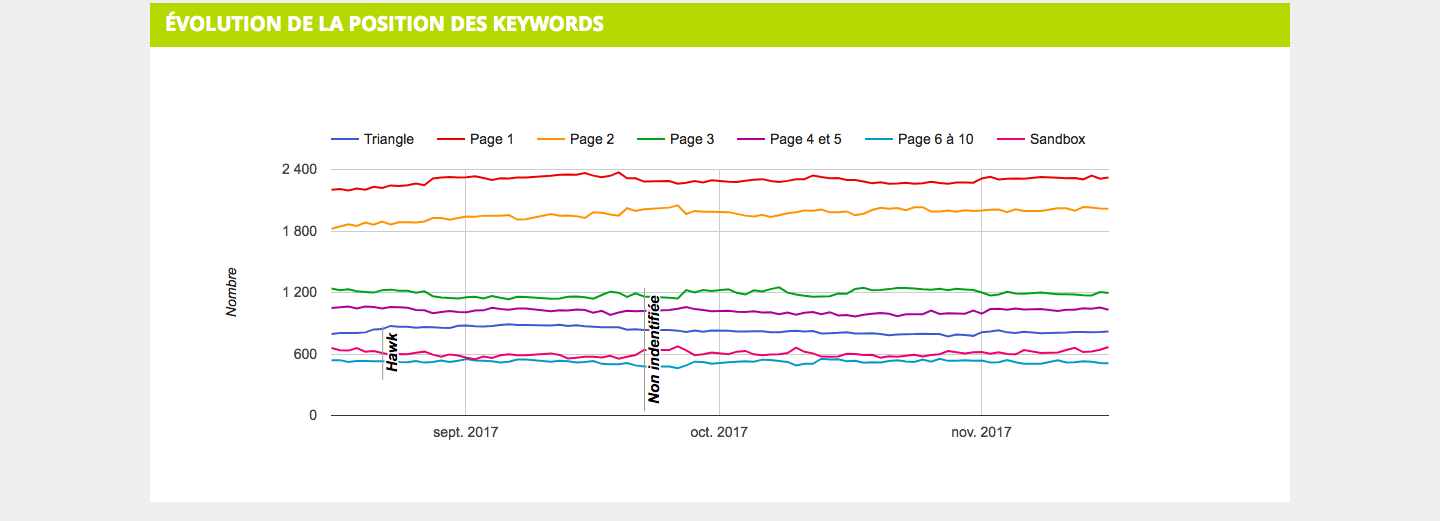 ÉVOLUTION DE LA POSITION DES KEYWORDS
Triangle Page 1 Page 2 Page 3 Page 4 et 5 Page 6 à 10 Sandbox
2 400
1 800
1 200
600
0
Nombre
Hawk
Non indentifiée
sept. 2017 oct. 2017 nov. 2017